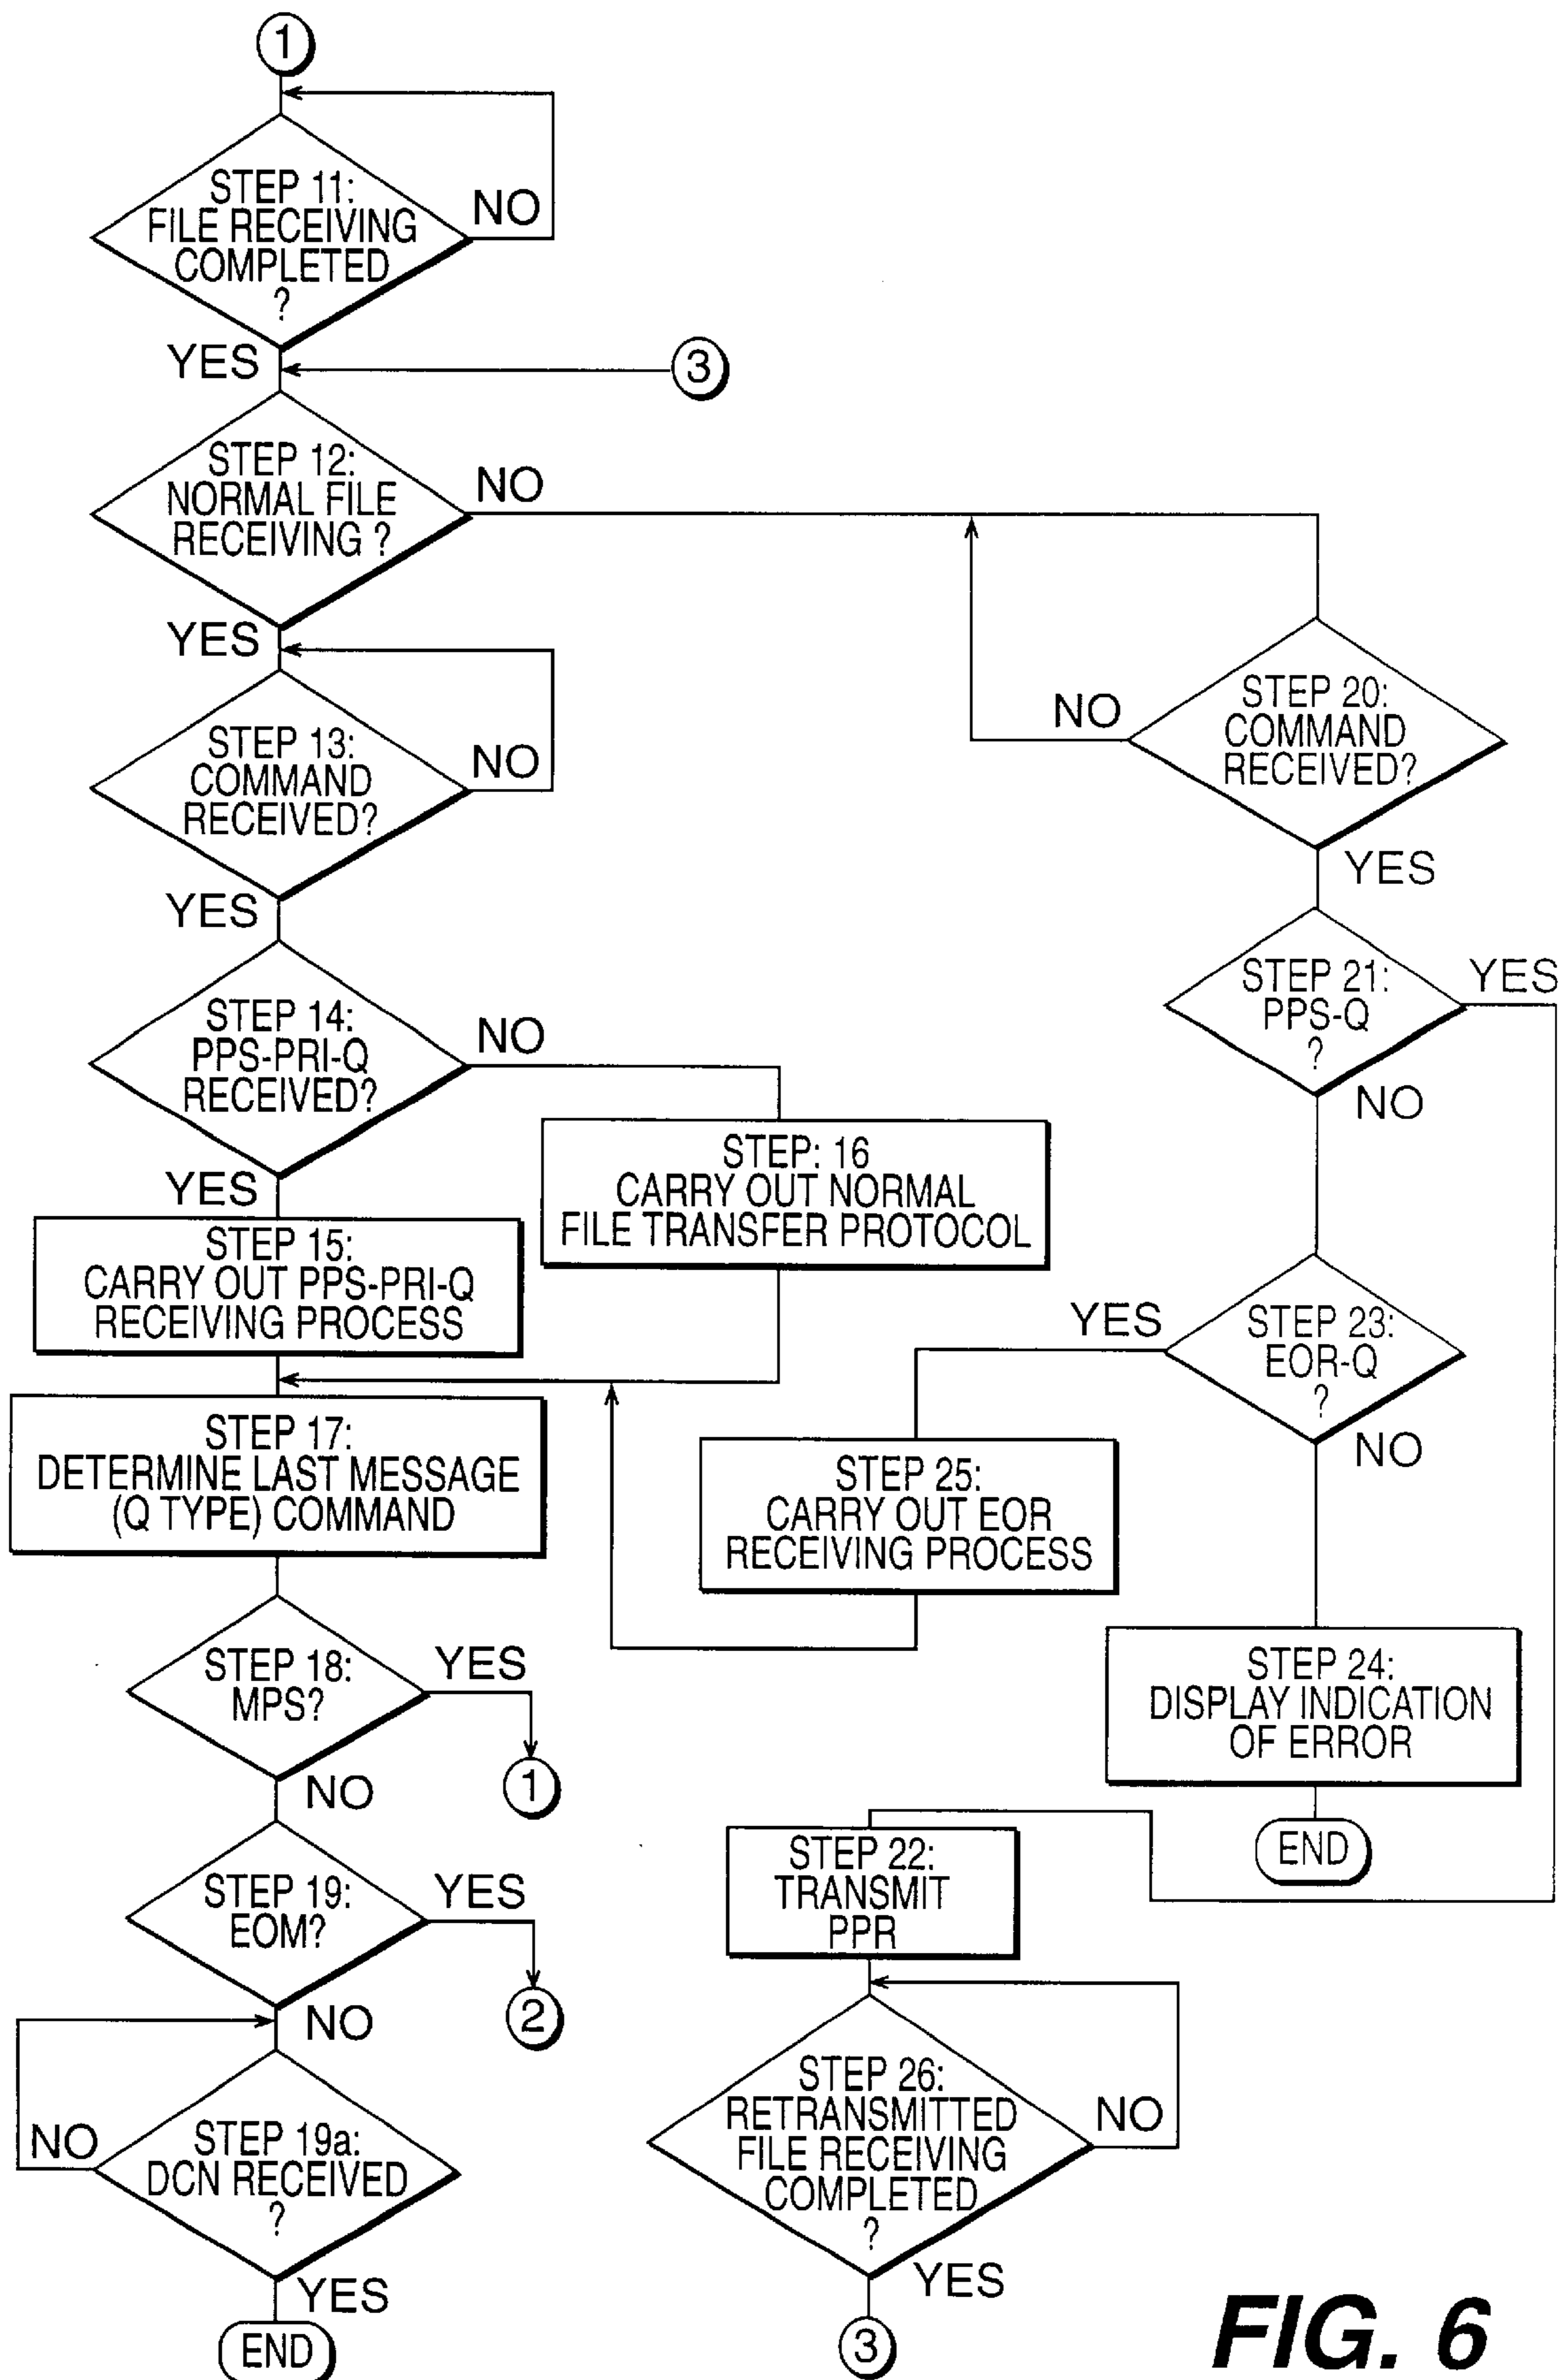 1
STEP 11:
FILE RECEIVING
COMPLETED
?
NO
YES
3
STEP 12:
NORMAL FILE
RECEIVING ?
NO
YES
STEP 13:
COMMAND
RECEIVED?
NO
YES
STEP 14:
PPS-PRI-Q
RECEIVED?
NO
YES
STEP: 16
CARRY OUT NORMAL
FILE TRANSFER PROTOCOL
STEP 15:
CARRY OUT PPS-PRI-Q
RECEIVING PROCESS
STEP 17:
DETERMINE LAST MESSAGE
(Q TYPE) COMMAND
STEP 18:
MPS?
YES
1
NO
STEP 19:
EOM?
YES
2
NO
STEP 19a:
DCN RECEIVED
?
NO
YES
END
STEP 20:
COMMAND
RECEIVED?
NO
YES
STEP 21:
PPS-Q
?
YES
NO
STEP 23:
EOR-Q
?
YES
NO
STEP 25:
CARRY OUT EOR
RECEIVING PROCESS
STEP 24:
DISPLAY INDICATION
OF ERROR
END
STEP 22:
TRANSMIT
PPR
STEP 26:
RETRANSMITTED
FILE RECEIVING
COMPLETED
?
NO
YES
3
FIG. 6